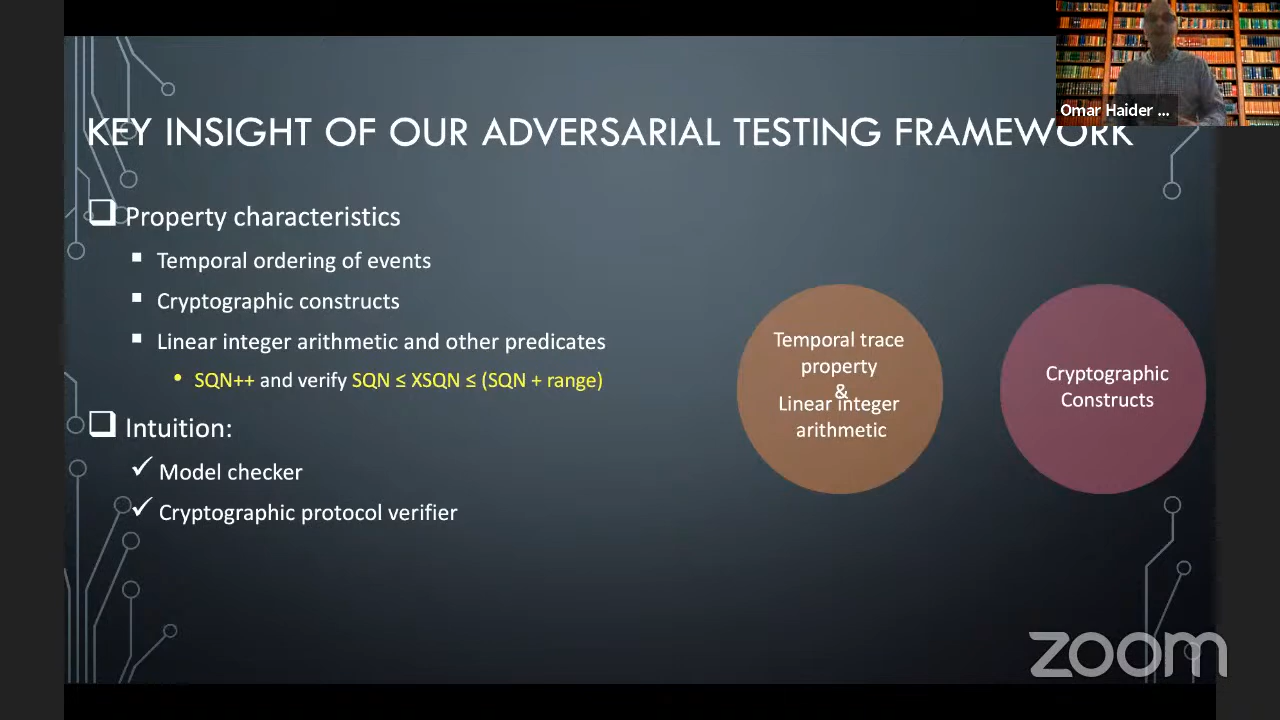 Omar Haider ...
KEY INSIGHT OF OUR ADVERSARIAL TESTING FRAMEWORK
Property characteristics
Temporal ordering of events
Cryptographic constructs
Linear integer arithmetic and other predicates
SQN++ and verify SQN ≤ XSQN ≤ (SQN + range)
Intuition:
Model checker
Cryptographic protocol verifier
Temporal trace
property
&
Linear integer
arithmetic
Cryptographic
Constructs
zoom